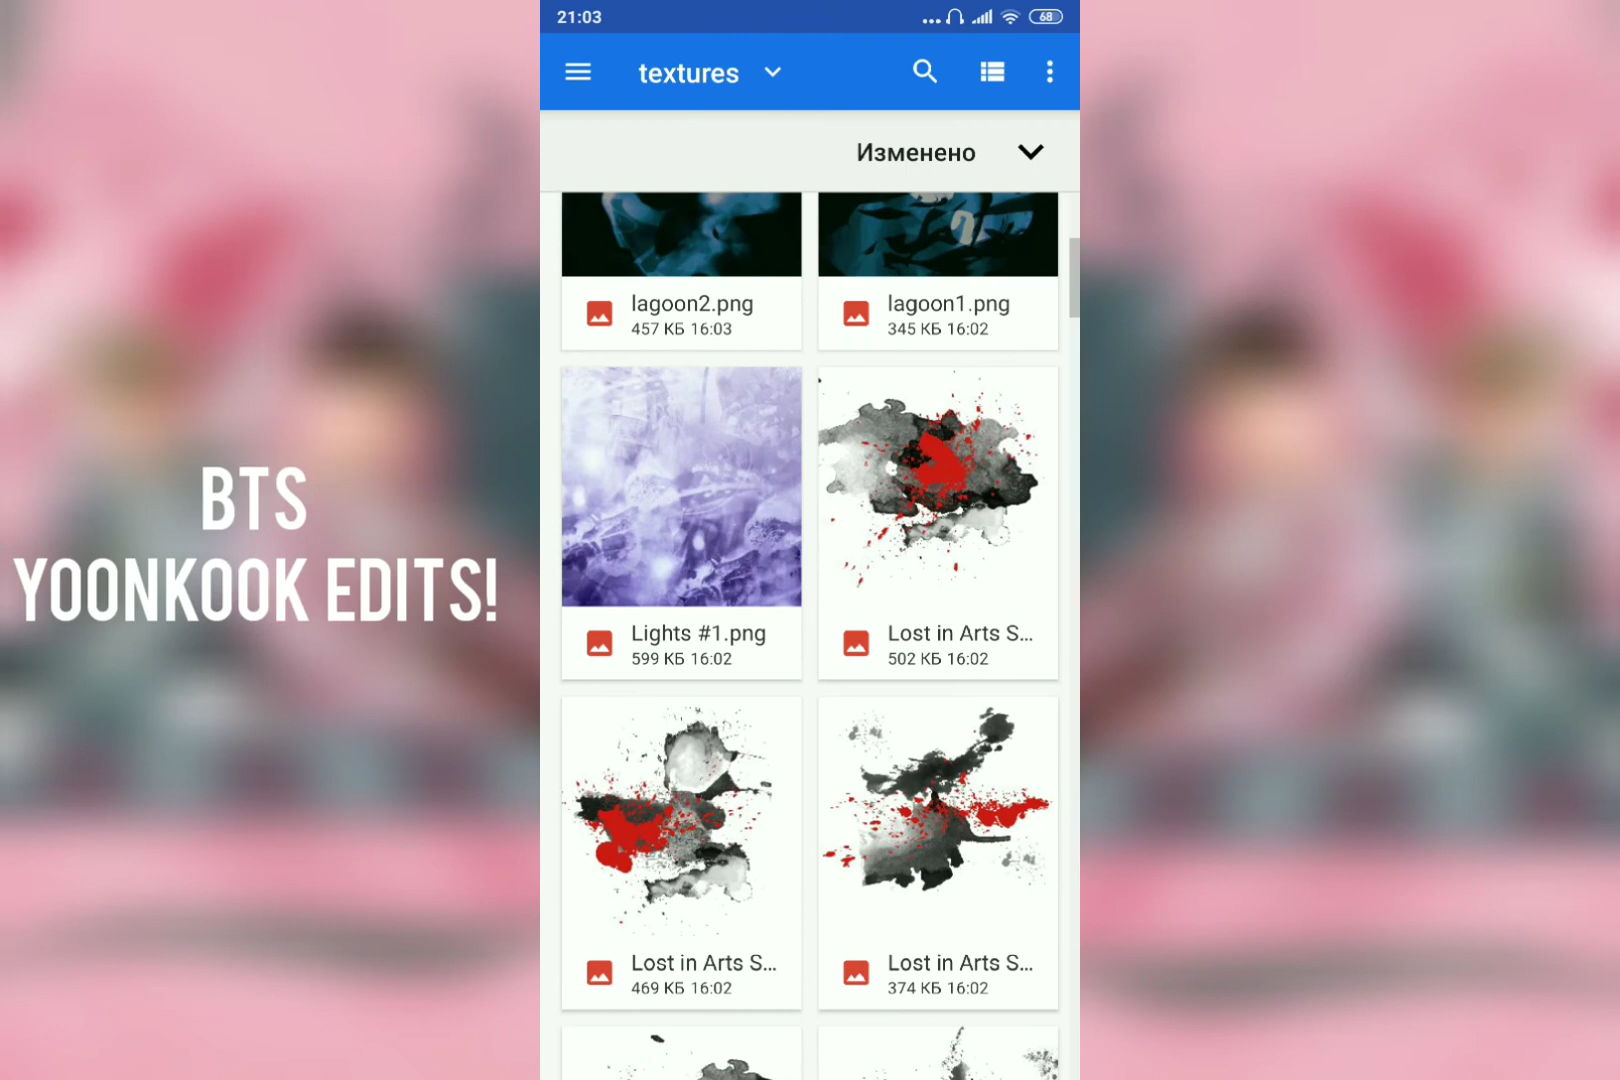 21:03
68
textures
Изменено
lagoon2.png
457 КБ 16:03
lagoon1.png
345 КБ 16:02
Lights #1.png
599 КБ 16:02
Lost in Arts S...
502 КБ 16:02
Lost in Arts S...
469 КБ 16:02
Lost in Arts S...
374 КБ 16:02
BTS
YOONKOOK EDITS!